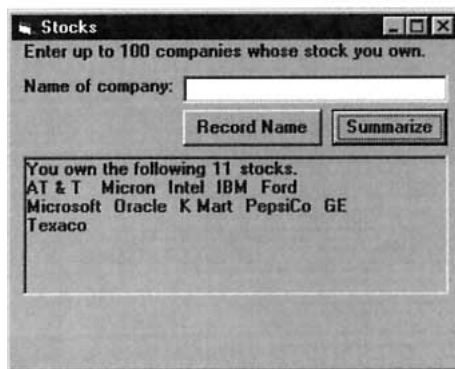 Stocks
Enter up to 100 companies whose stock you own.
Name of company:
Record Name Summarize
You own the following 11 stocks.
AT & T Micron Intel IBM Ford
Microsoft Oracle K Mart PepsiCo GE
Texaco